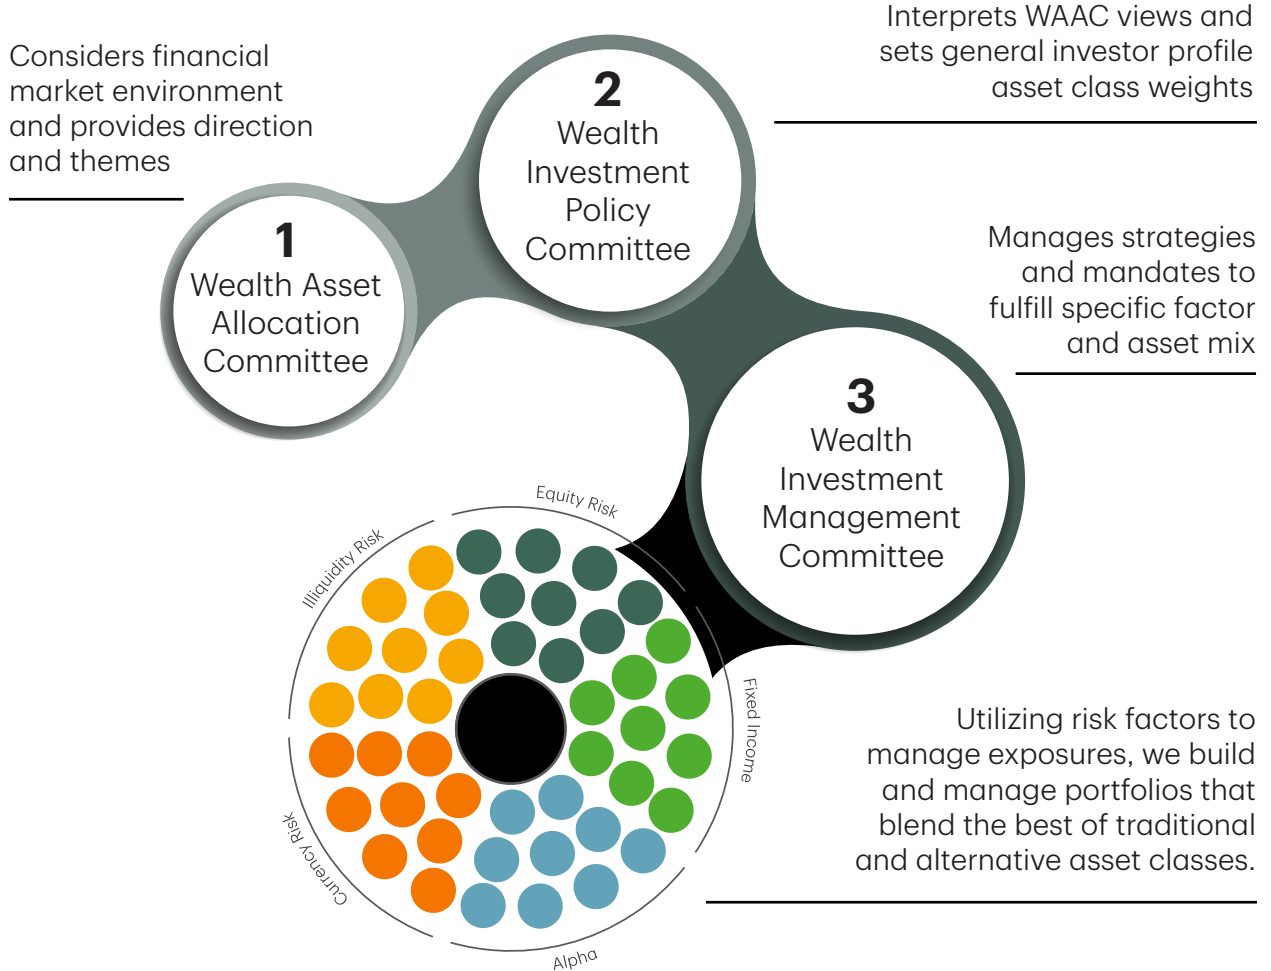 Considers financial
market environment
and provides direction
and themes
1
Wealth Asset
Allocation
Committee
2
Wealth
Investment
Policy
Committee
Interprets WAAC views and
sets general investor profile
asset class weights
3
Wealth
Investment
Management
Committee
Manages strategies
and mandates to
fulfill specific factor
and asset mix
Equity Risk
Illiquidity Risk
Fixed Income
Currency Risk
Alpha
Utilizing risk factors to
manage exposures, we build
and manage portfolios that
blend the best of traditional
and alternative asset classes.